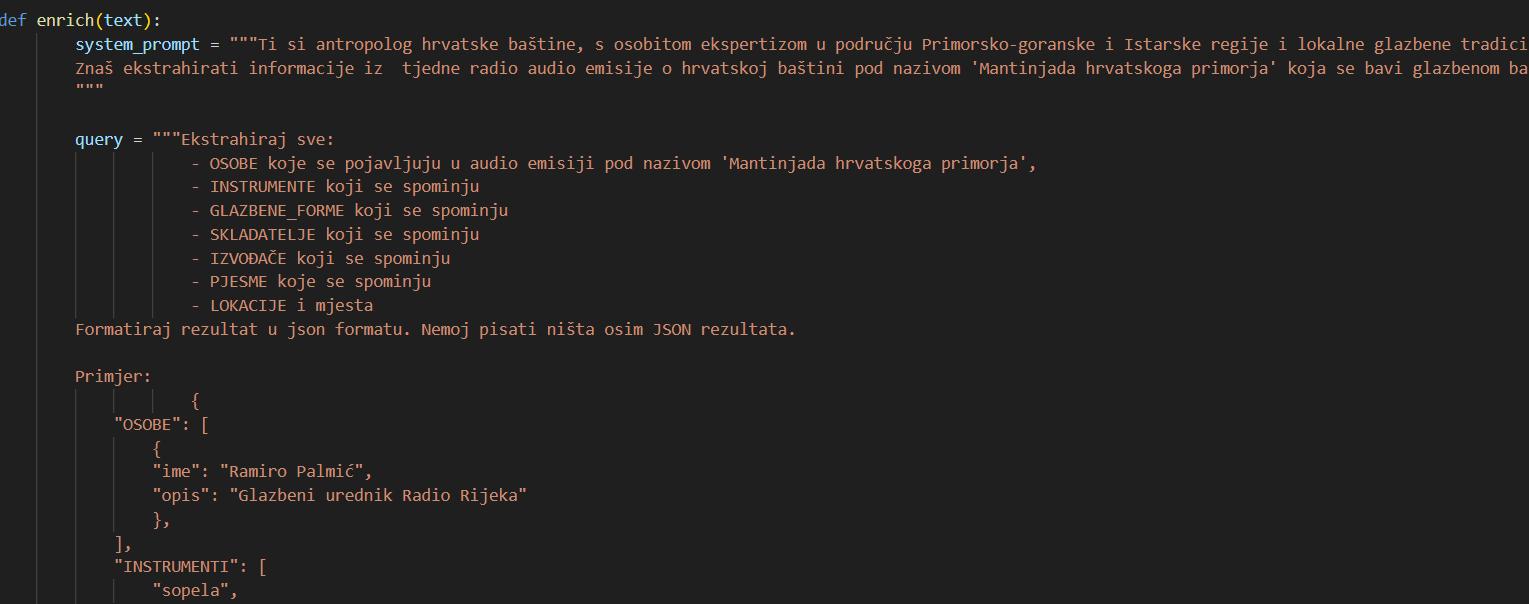 def enrich(text):
system_prompt = """Ti si antropolog hrvatske baštine, s osobitom ekspertizom u području Primorsko-goranske i Istarske regije i lokalne glazbene tradici
Znaš ekstrahirati informacije iz  tjedne radio audio emisije o hrvatskoj baštini pod nazivom 'Mantinjada hrvatskoga primorja' koja se bavi glazbenom ba
"""
query = """Ekstrahiraj sve:
- OSOBE koje se pojavljuju u audio emisiji pod nazivom 'Mantinjada hrvatskoga primorja',
- INSTRUMENTE koji se spominju
- GLAZBENE_FORME koji se spominju
- SKLADATELJE koji se spominju
- IZVOĐAČE koji se spominju
- PJESME koje se spominju
- LOKACIJE i mjesta
Formatiraj rezultat u json formatu. Nemoj pisati ništa osim JSON rezultata.
Primjer:
{
"OSOBE": [
{
"ime": "Ramiro Palmić",
"opis": "Glazbeni urednik Radio Rijeka"
},
],
"INSTRUMENTI": [
"sopela",